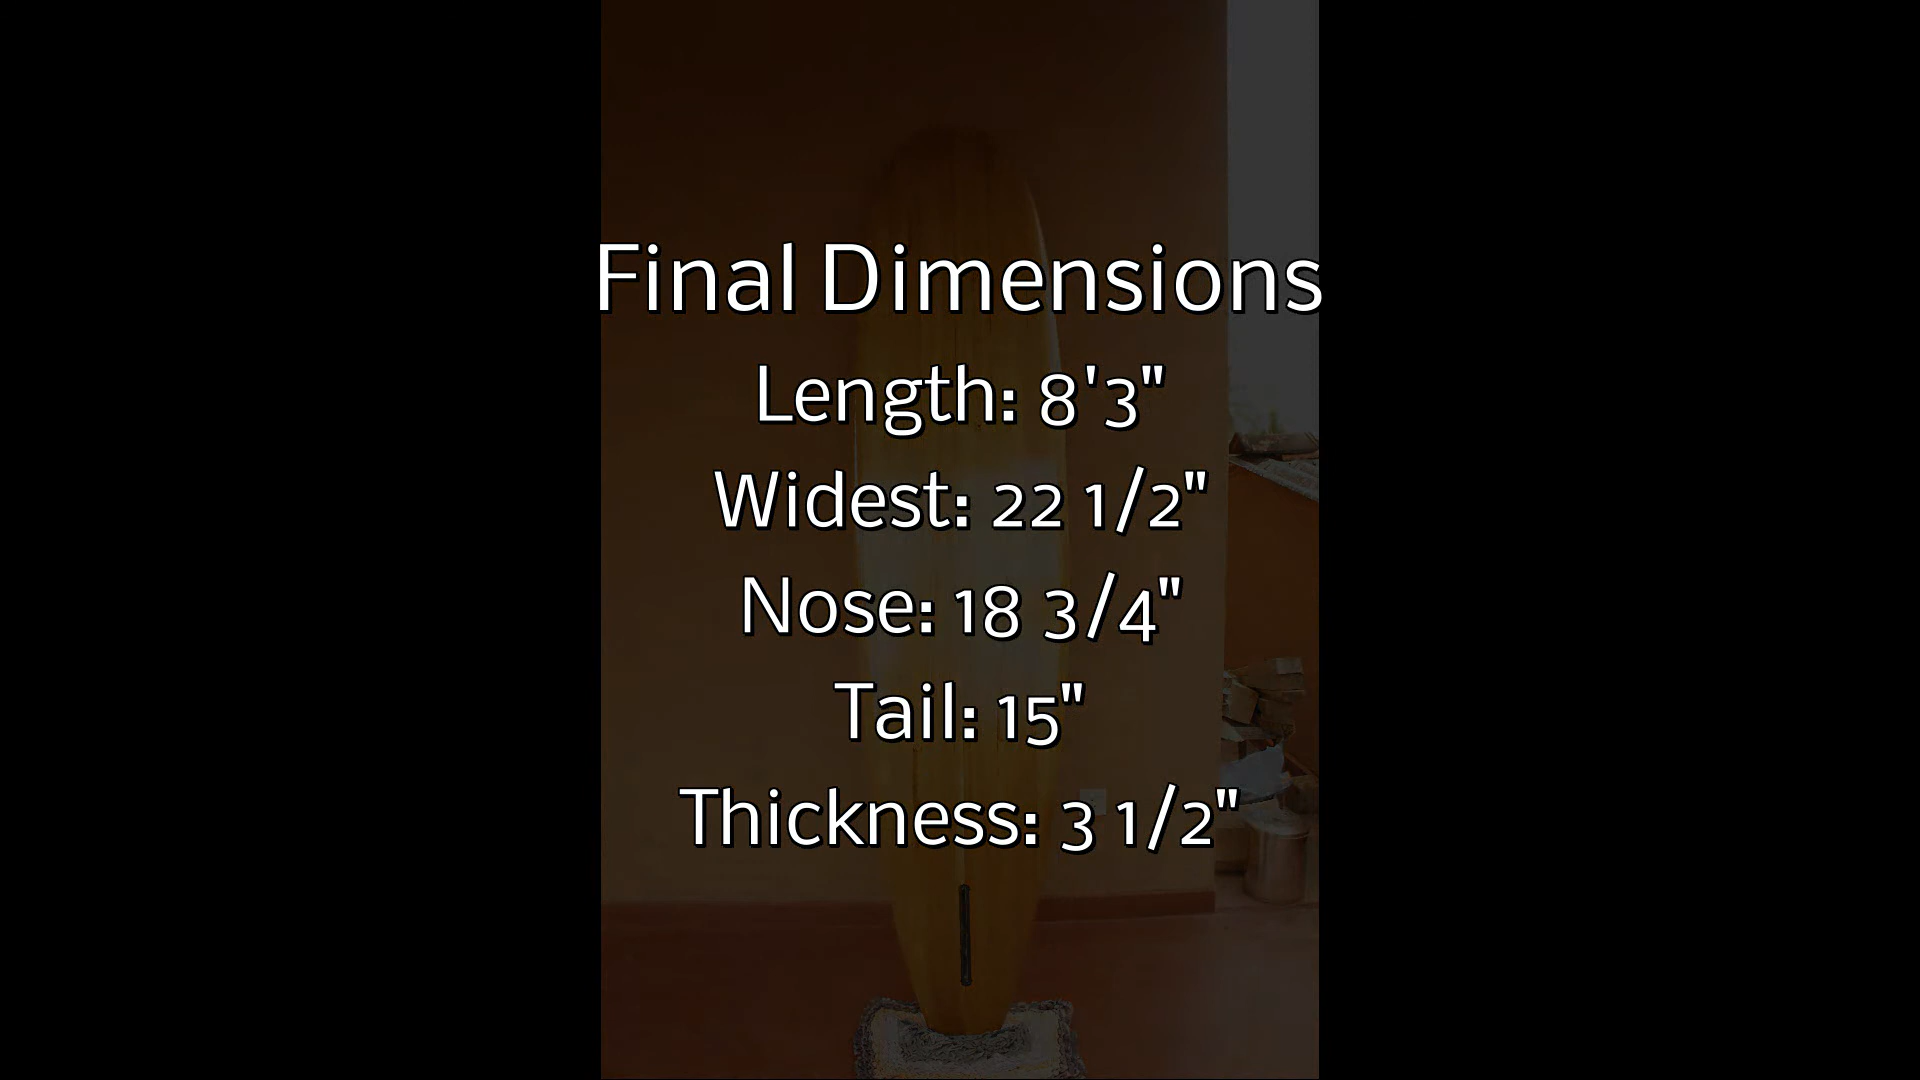 Final Dimensions
Length: 8'3"
Widest: 22 1/2"
Nose: 18 3/4"
Tail: 15"
Thickness: 3 1/2"